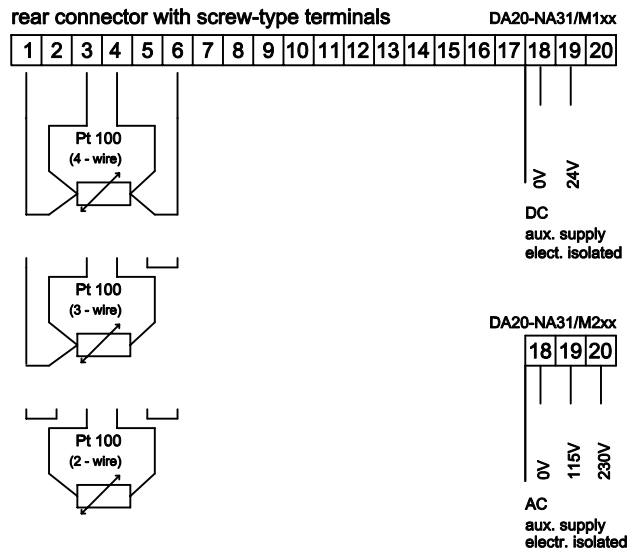 rear connector with screw-type terminals
DA20-NA31/M1xx
1 2 3 4 5 6 7 8 9 10 11 12 13 14 15 16 17 18 19 20
Pt 100
(4 - wire)
0V 24V
DC
aux. supply
elect. isolated
Pt 100
(3 - wire)
DA20-NA31/M2xx
18 19 20
Pt 100
(2 - wire)
0V 115V 230V
AC
aux. supply
electr. isolated